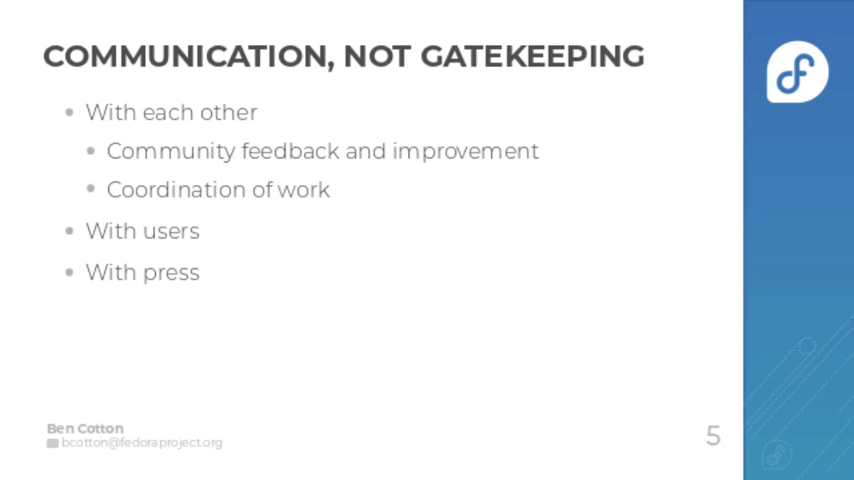 COMMUNICATION, NOT GATEKEEPING
With each other
Community feedback and improvement
Coordination of work
With users
With press
Ben Cotton
bcotton@fedoraproject.org
5